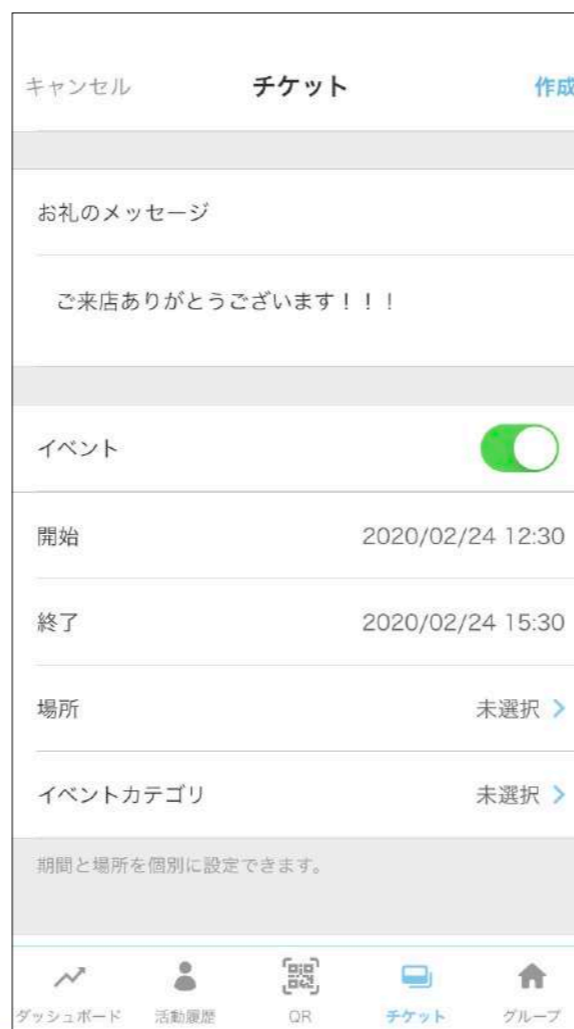 キャンセル チケット 作成
お礼のメッセージ
ご来店ありがとうございます！！！
イベント
開始 2020/02/24 12:30
終了 2020/02/24 15:30
場所 未選択
イベントカテゴリ 未選択
期間と場所を個別に設定できます。
ダッシュボード 活動履歴 QR チケット グループ